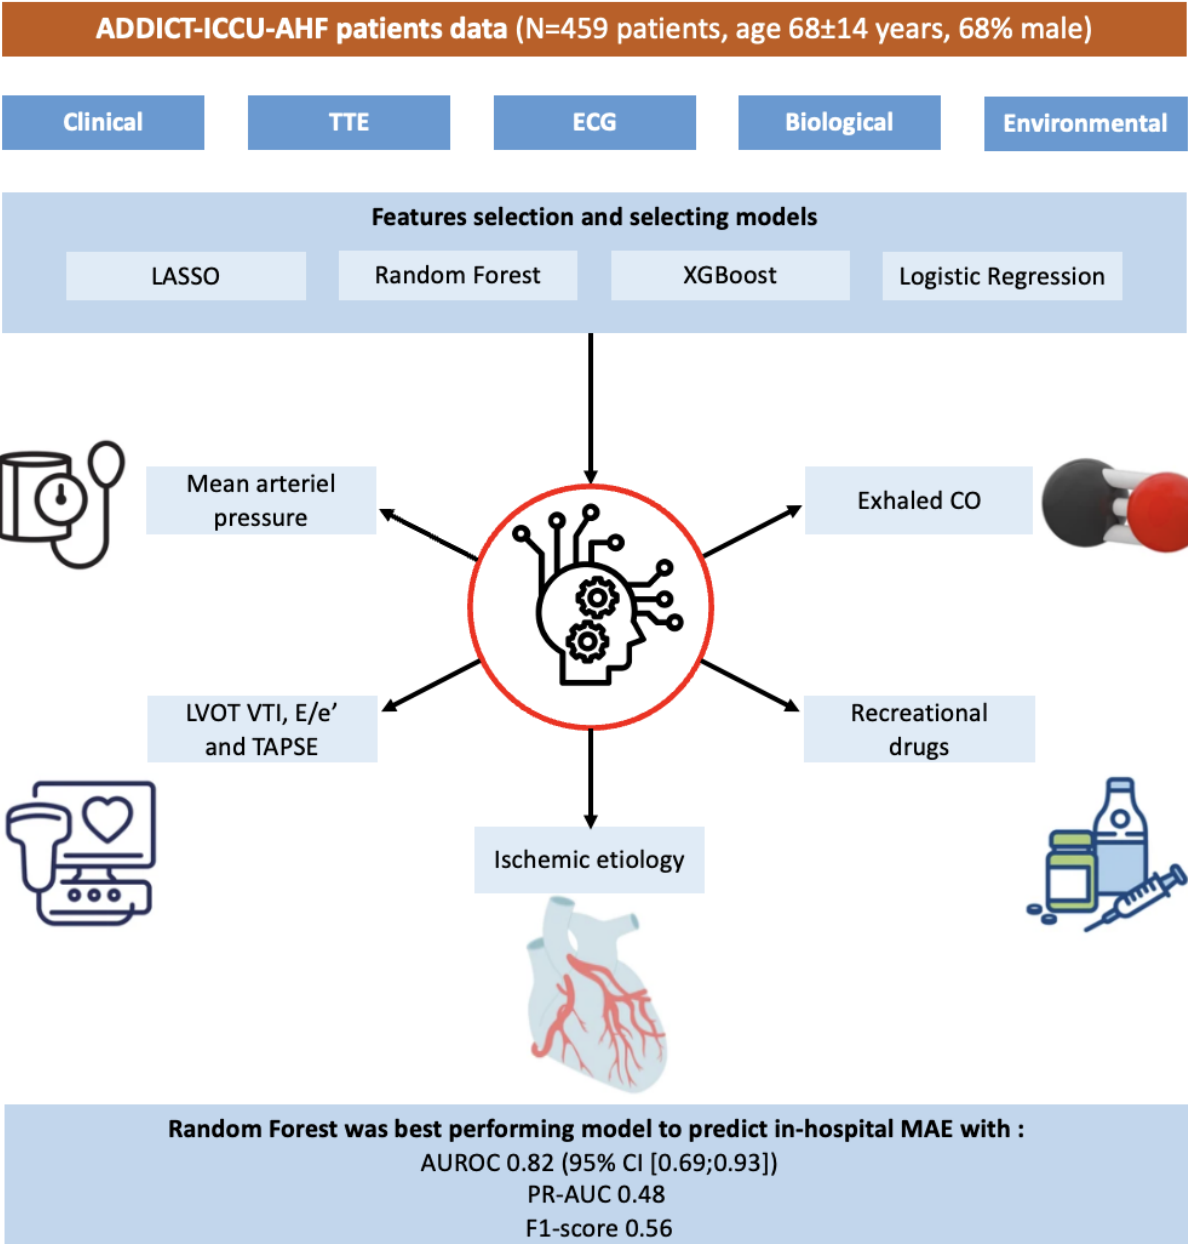 ADDICT-ICCU-AHF patients data (N=459 patients, age 68±14 years, 68% male)
Clinical
TTE
ECG
Biological
Environmental
Features selection and selecting models
LASSO
Random Forest
XGBoost
Logistic Regression
Mean arteriel
pressure
Exhaled CO
LVOT VTI, E/e’
and TAPSE
Recreational
drugs
Ischemic etiology
Random Forest was best performing model to predict in-hospital MAE with :
AUROC 0.82 (95% CI [0.69;0.93])
PR-AUC 0.48
F1-score 0.56